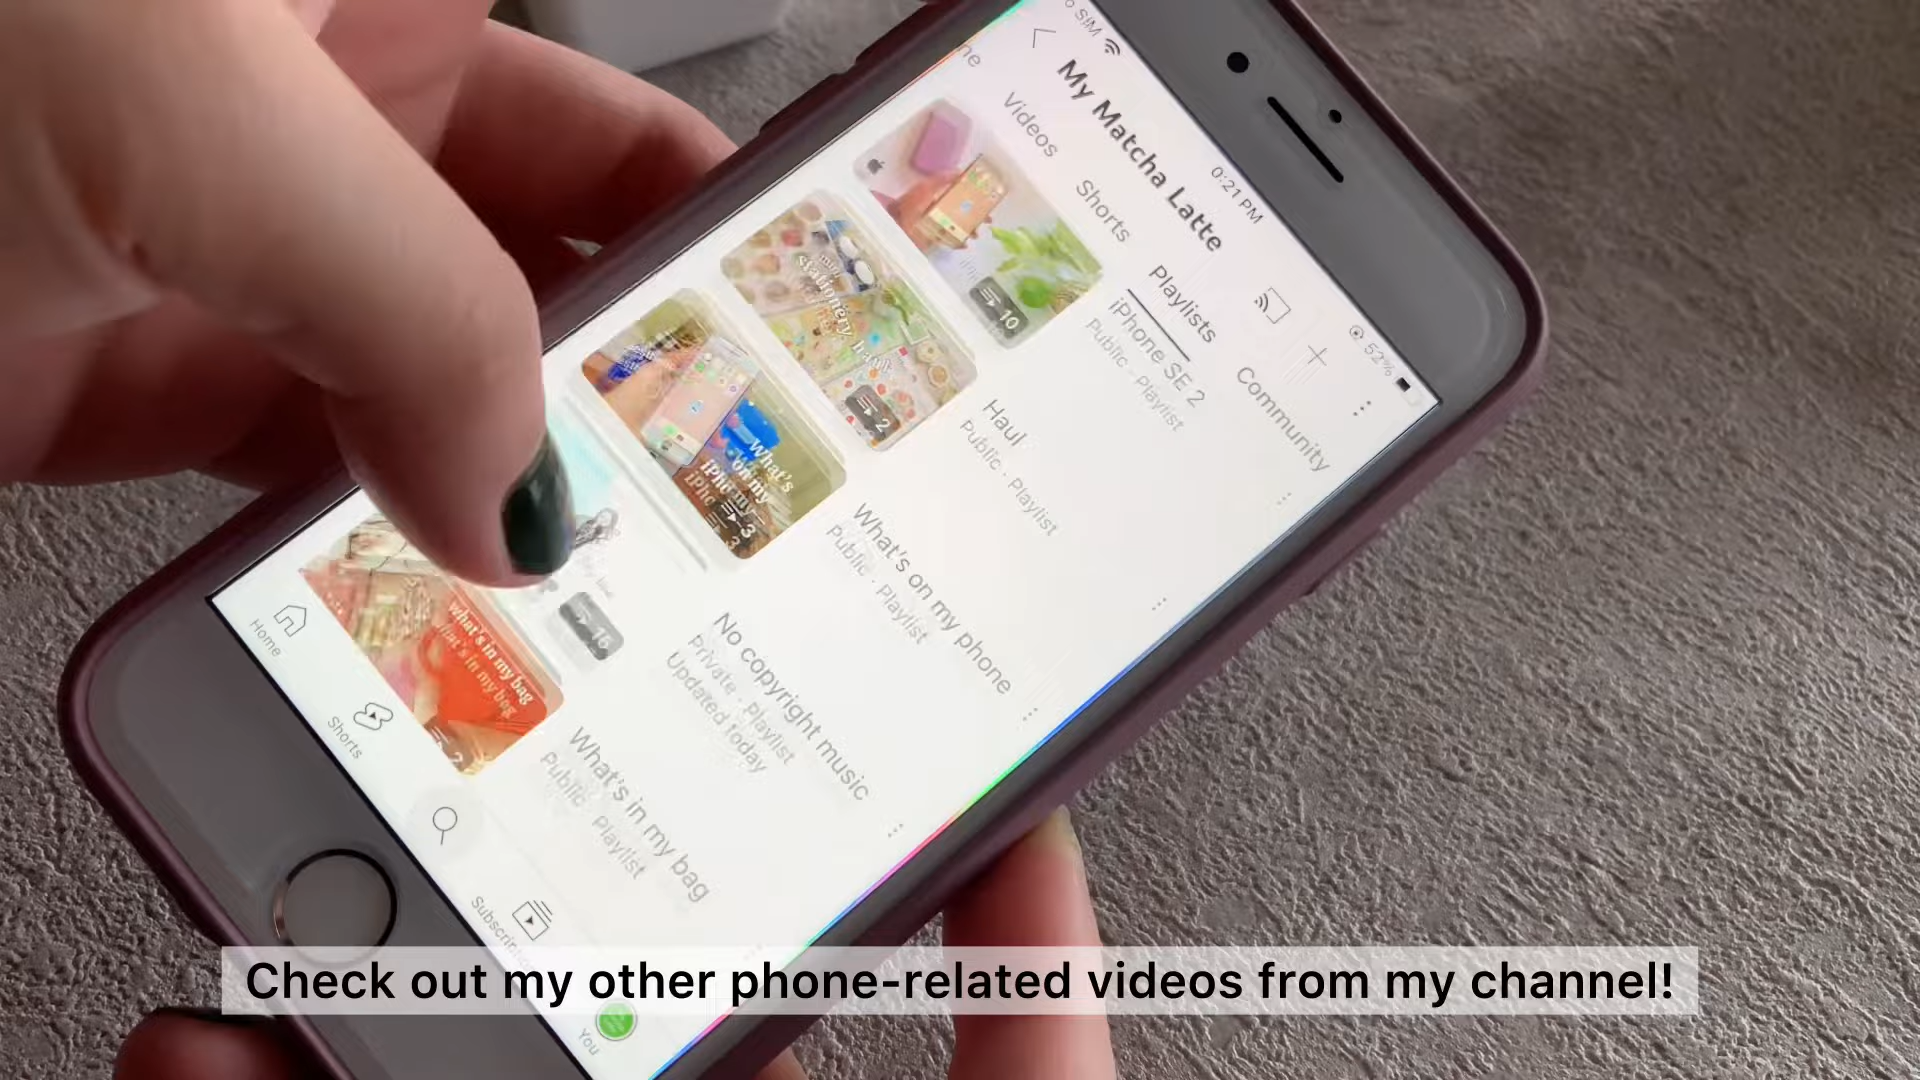 SIM
0:21 PM
52%
My Matcha Latte
Videos
Shorts
Playlists
Community
10
iPhone SE 2
Public · Playlist
stationery haul
2
Haul
Public · Playlist
What's
on my
3
What's on my phone
Public · Playlist
16
No copyright music
Private · Playlist
Updated today
what's in my bag
what's in my bag
2
What's in my bag
Public · Playlist
Home
Shorts
You
Check out my other phone-related videos from my channel!